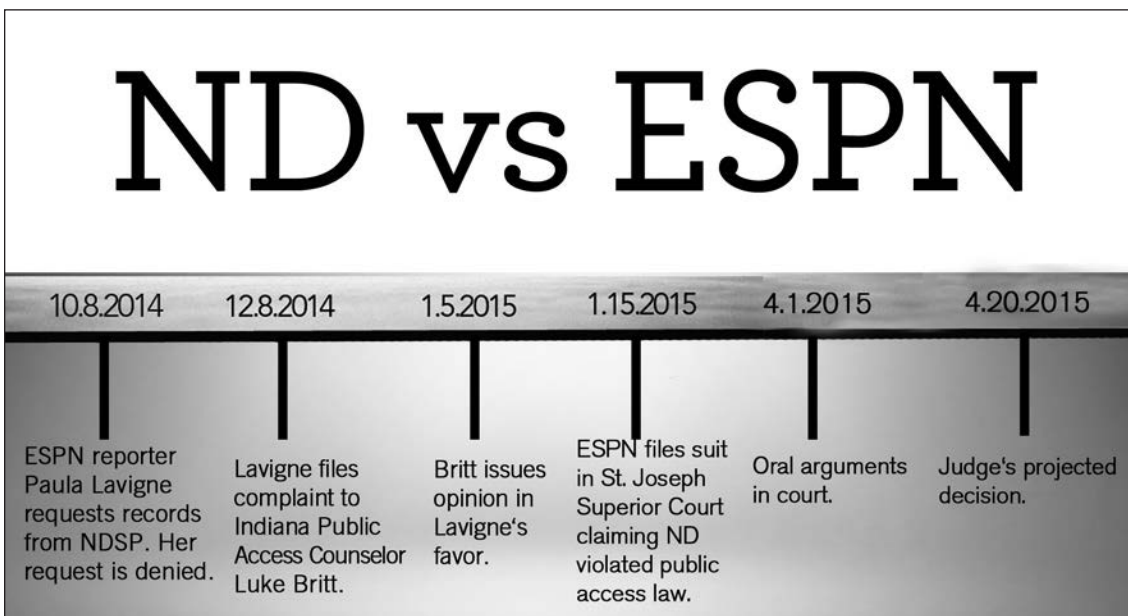 ND vs ESPN
10.8.2014
12.8.2014
1.5.2015
1.15.2015
4.1.2015
4.20.2015
ESPN reporter
Paula Lavigne
requests records
from NDSP. Her
request is denied.
Lavigne files
complaint to
Indiana Public
Access Counselor
Luke Britt.
Britt issues
opinion in
Lavigne's
favor.
ESPN files suit
in St. Joseph
Superior Court
claiming ND
violated public
access law.
Oral arguments
in court.
Judge's projected
decision.